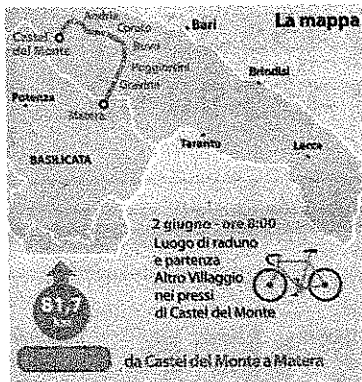 La mappa
Andria
Corato
Bari
Castel
del Monte
Ruvo
Poggiorsini
Gravina
Brindisi
Potenza
Matera
Taranto
Lecce
BASILICATA
2 giugno - ore 8:00
Luogo di raduno
e partenza
Altro Villaggio
nei pressi
di Castel del Monte
81,7
da Castel del Monte a Matera